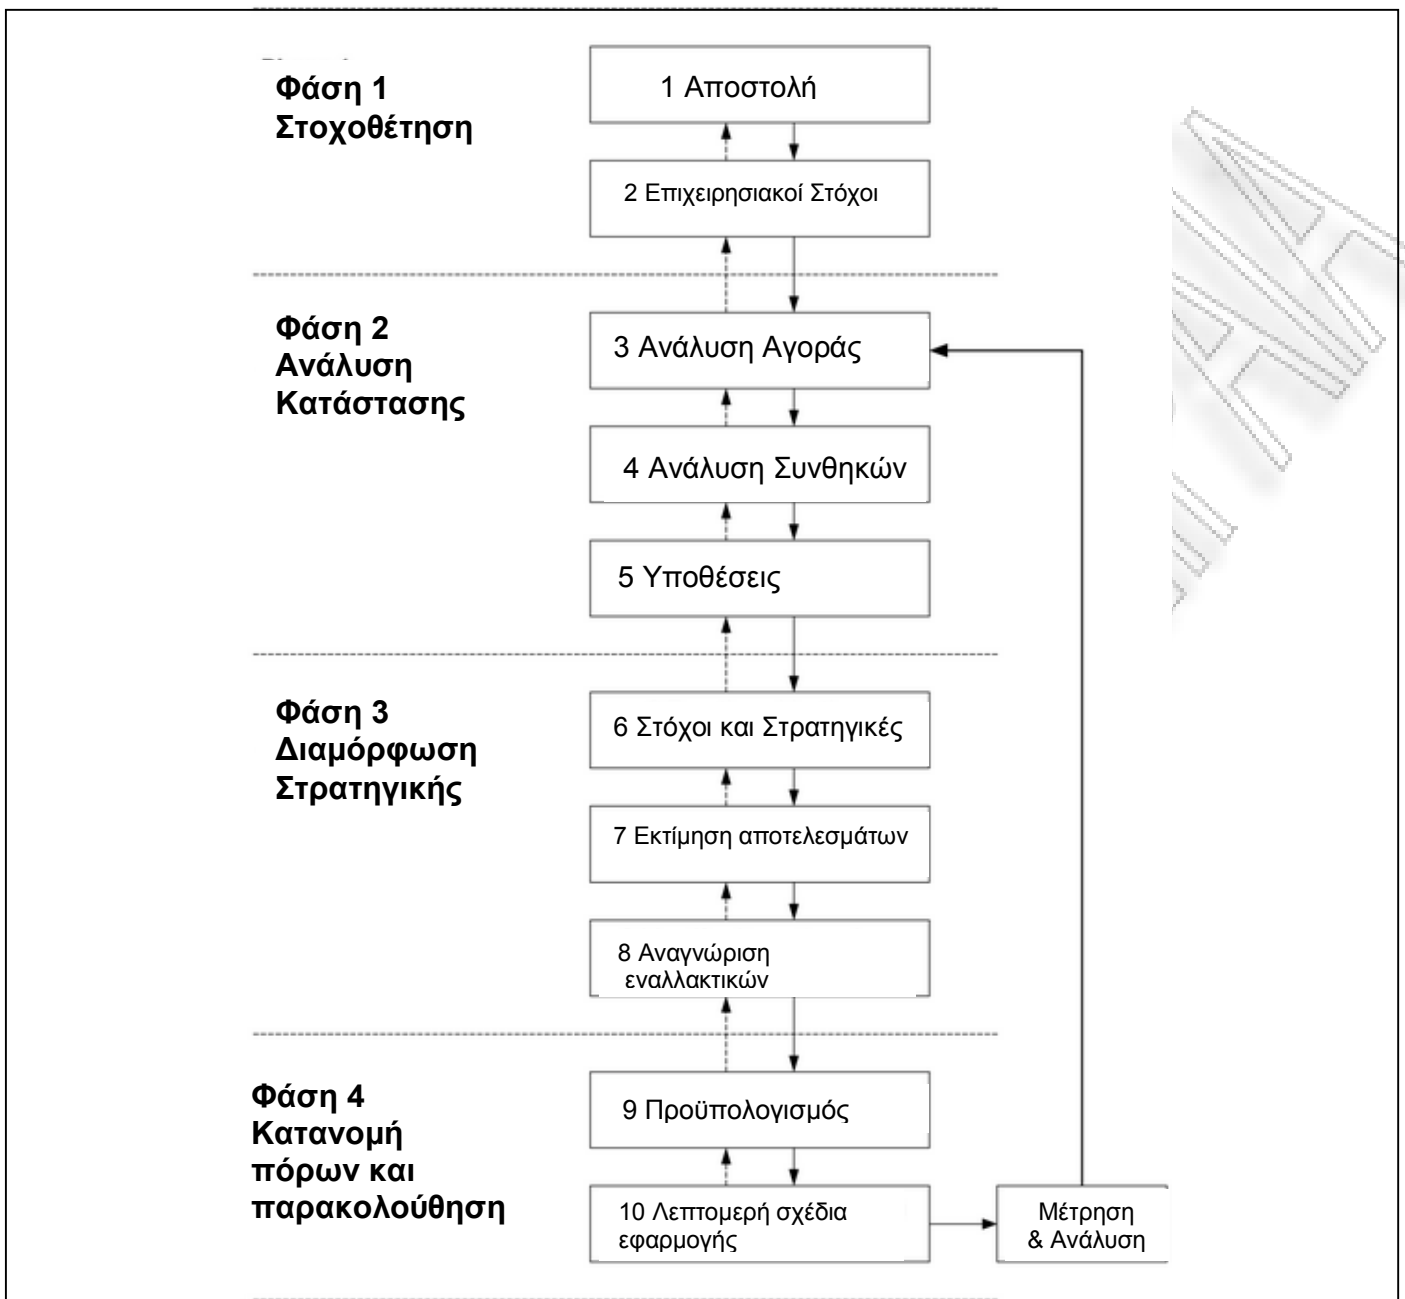 Φάση 1
Στοχοθέτηση
1 Αποστολή
2 Επιχειρησιακοί Στόχοι
Φάση 2
Ανάλυση
Κατάστασης
3 Ανάλυση Αγοράς
4 Ανάλυση Συνθηκών
5 Υποθέσεις
Φάση 3
Διαμόρφωση
Στρατηγικής
6 Στόχοι και Στρατηγικές
7 Εκτίμηση αποτελεσμάτων
8 Αναγνώριση
εναλλακτικών
Φάση 4
Κατανομή
πόρων και
παρακολούθηση
9 Προϋπολογισμός
10 Λεπτομερή σχέδια
εφαρμογής
Μέτρηση
& Ανάλυση